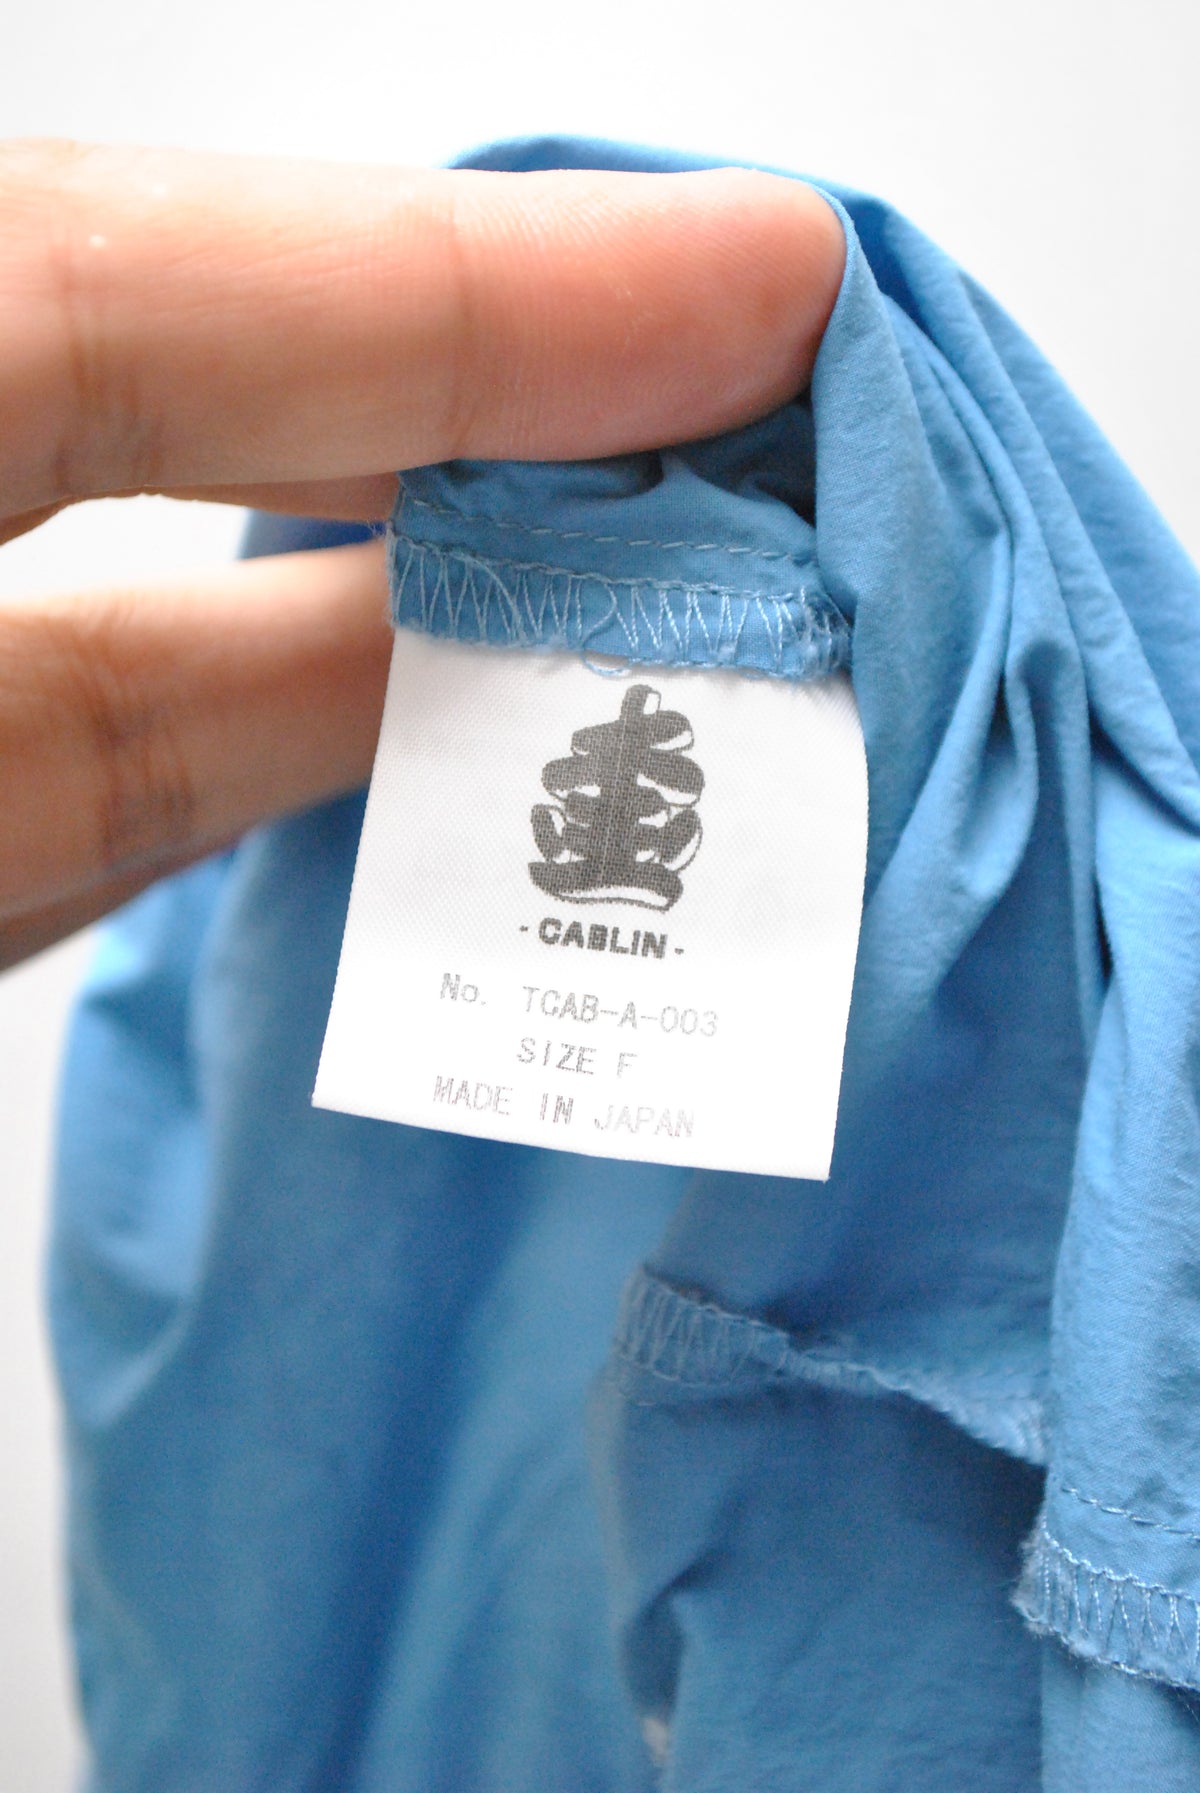 - CABLIN -
No. TCAB-A-003
SIZE F
MADE IN JAPAN